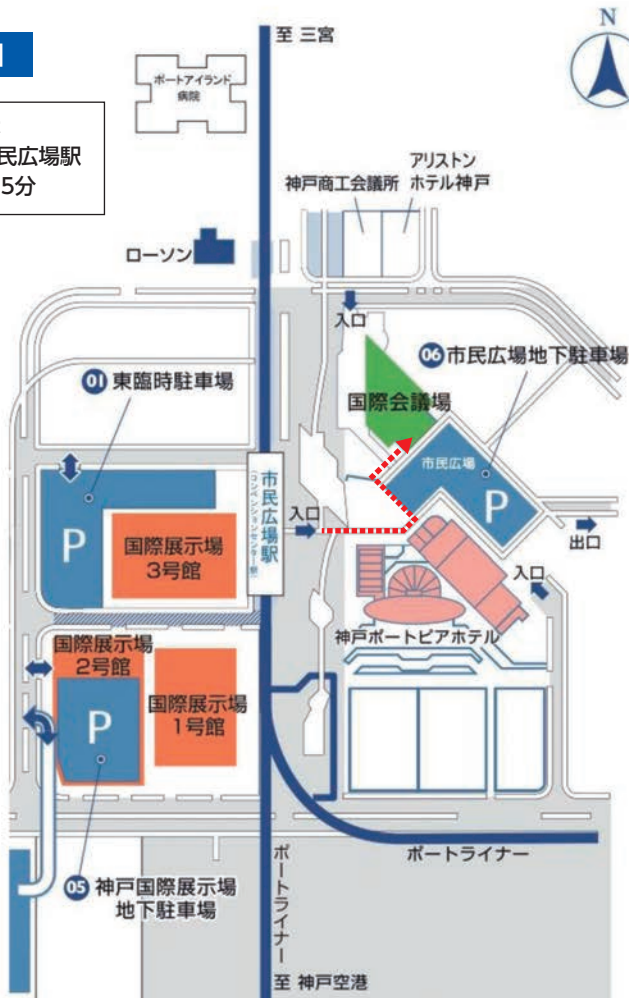 至 三宮
N
ポートアイランド
病院
民広場駅
5分
アリストン
ホテル神戸
神戸商工会議所
ローソン
入口
06 市民広場地下駐車場
01 東臨時駐車場
国際会議場
市民広場
P
市民広場駅
(コンベンションセンター駅)
入口
P
国際展示場
3号館
出口
入口
神戸ポートピアホテル
国際展示場
2号館
国際展示場
1号館
P
ポートライナー
ポートライナー
05 神戸国際展示場
地下駐車場
至 神戸空港